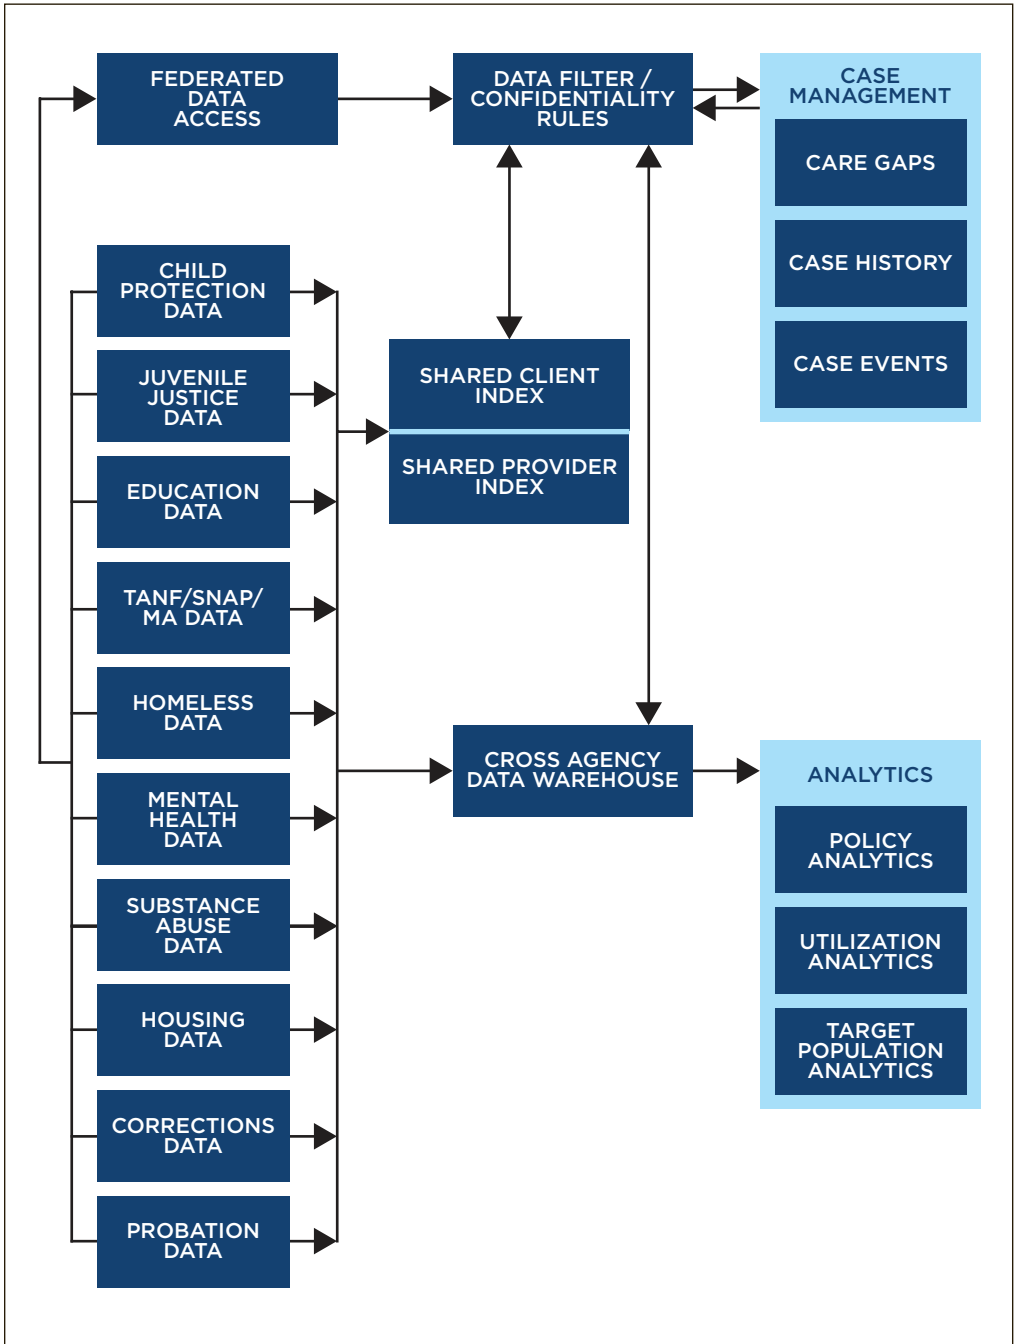 FEDERATED
DATA
ACCESS
DATA FILTER /
CONFIDENTIALITY
RULES
CASE
MANAGEMENT
CARE GAPS
CASE HISTORY
CASE EVENTS
CHILD
PROTECTION
DATA
JUVENILE
JUSTICE
DATA
EDUCATION
DATA
TANF/SNAP/
MA DATA
HOMELESS
DATA
MENTAL
HEALTH
DATA
SUBSTANCE
ABUSE
DATA
HOUSING
DATA
CORRECTIONS
DATA
PROBATION
DATA
SHARED CLIENT
INDEX
SHARED PROVIDER
INDEX
CROSS AGENCY
DATA WAREHOUSE
ANALYTICS
POLICY
ANALYTICS
UTILIZATION
ANALYTICS
TARGET
POPULATION
ANALYTICS